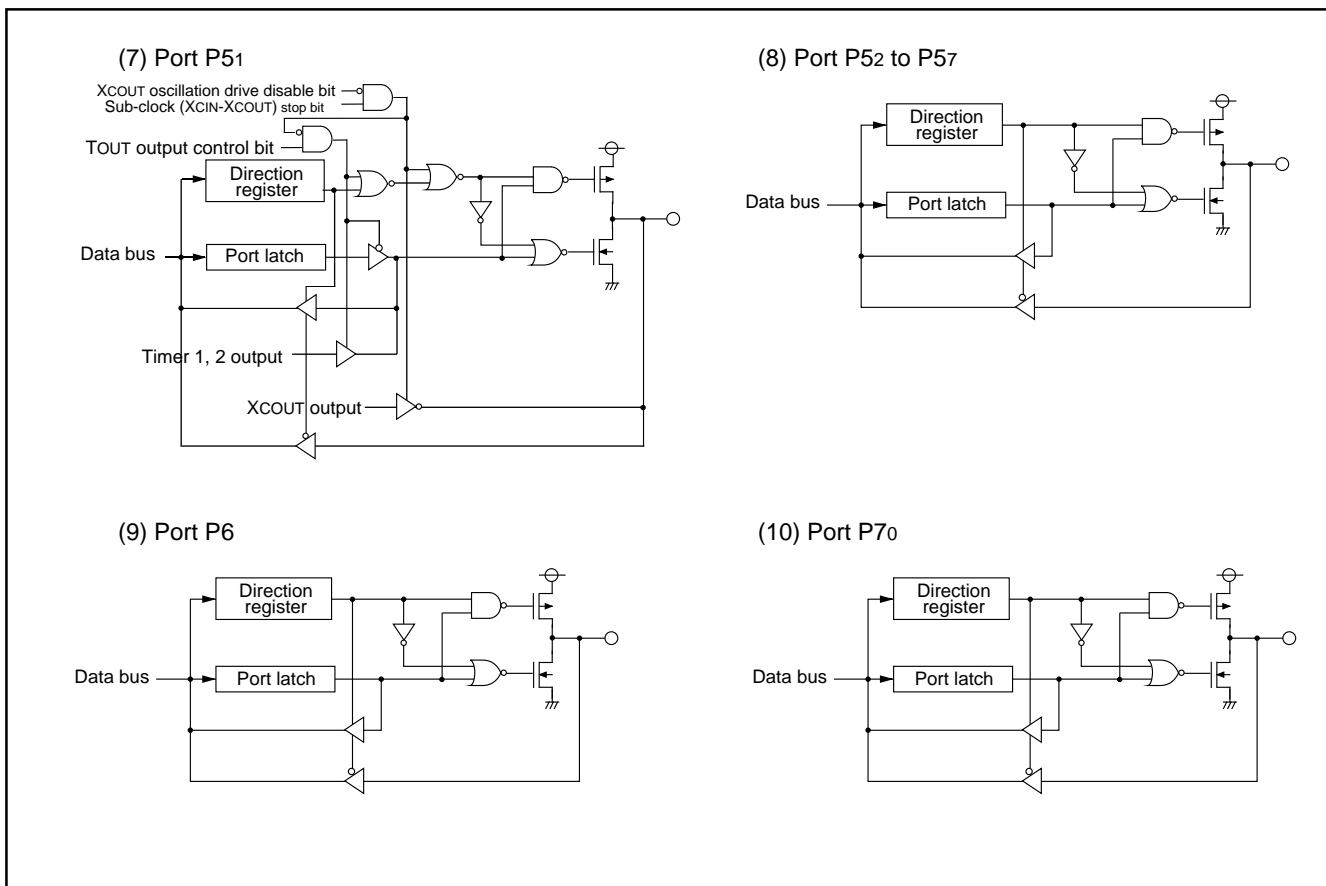 (7) Port P51
XCOUT oscillation drive disable bit
Sub-clock (XCIN-XCOUT) stop bit
TOUT output control bit
Direction
register
Data bus
Port latch
Timer 1, 2 output
XCOUT output
(8) Port P52 to P57
Direction
register
Data bus
Port latch
(9) Port P6
Direction
register
Data bus
Port latch
(10) Port P70
Direction
register
Data bus
Port latch